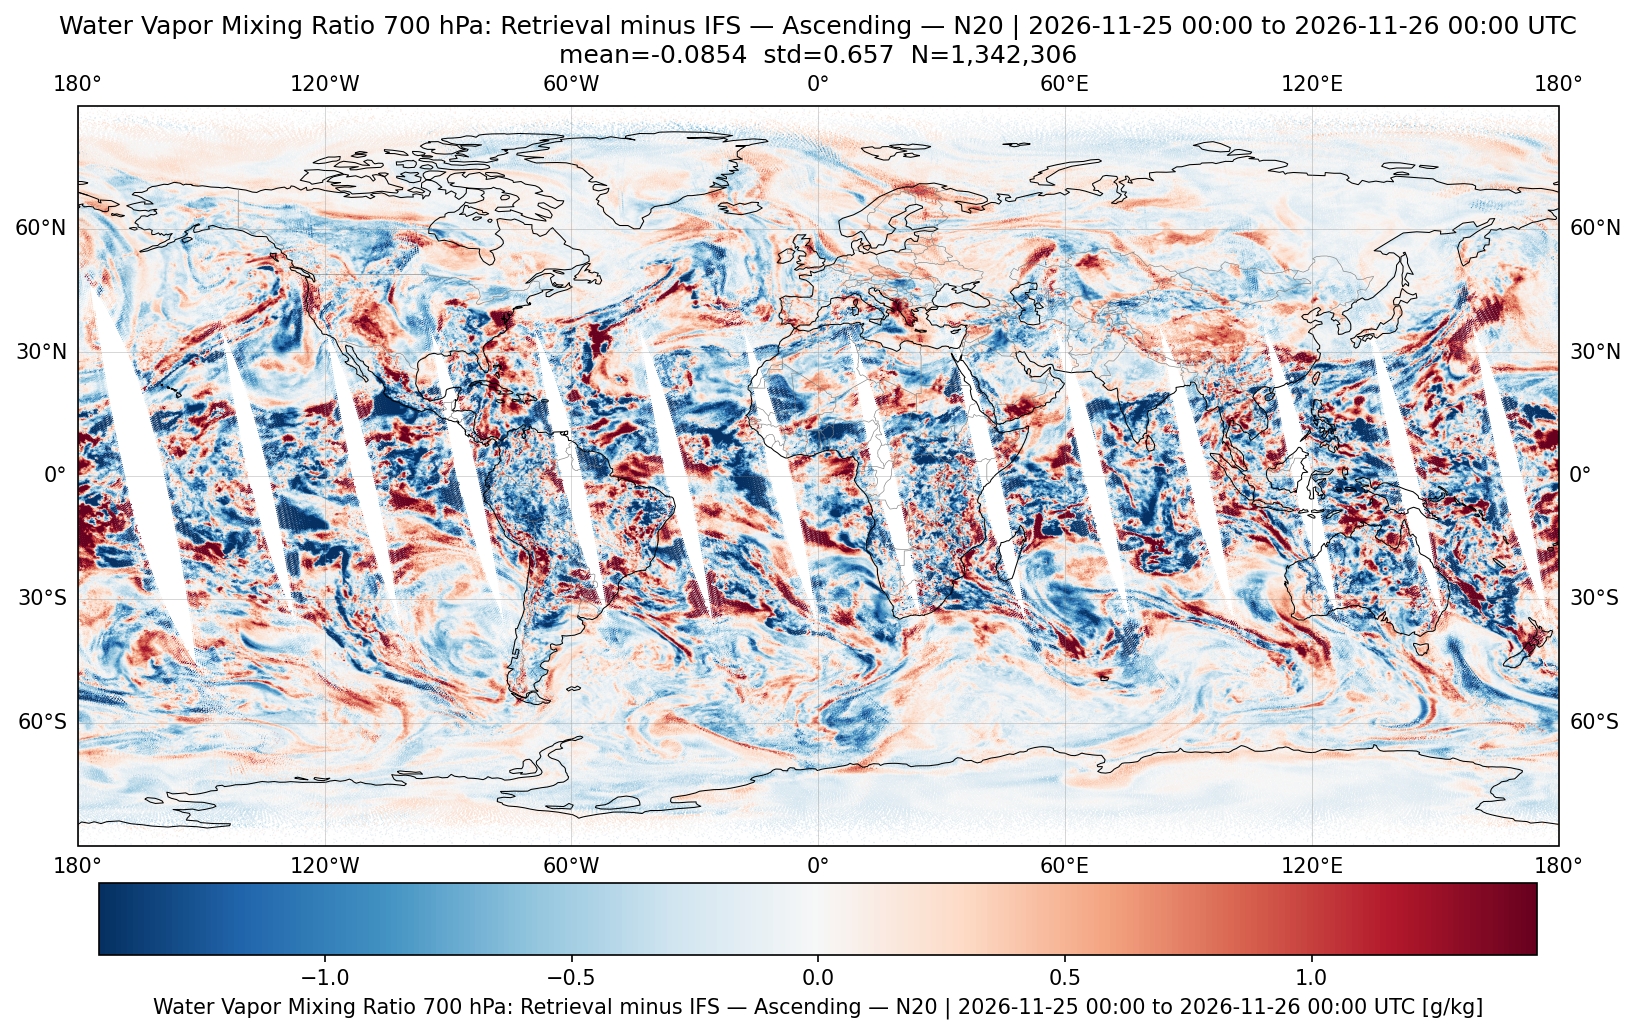 Water Vapor Mixing Ratio 700 hPa: Retrieval minus IFS — Ascending — N20 | 2026-11-25 00:00 to 2026-11-26 00:00 UTC
mean=-0.0854  std=0.657  N=1,342,306
180° 120°W 60°W 0° 60°E 120°E 180°
60°N 60°N
30°N 30°N
0° 0°
30°S 30°S
60°S 60°S
180° 120°W 60°W 0° 60°E 120°E 180°
−1.0 −0.5 0.0 0.5 1.0
Water Vapor Mixing Ratio 700 hPa: Retrieval minus IFS — Ascending — N20 | 2026-11-25 00:00 to 2026-11-26 00:00 UTC [g/kg]